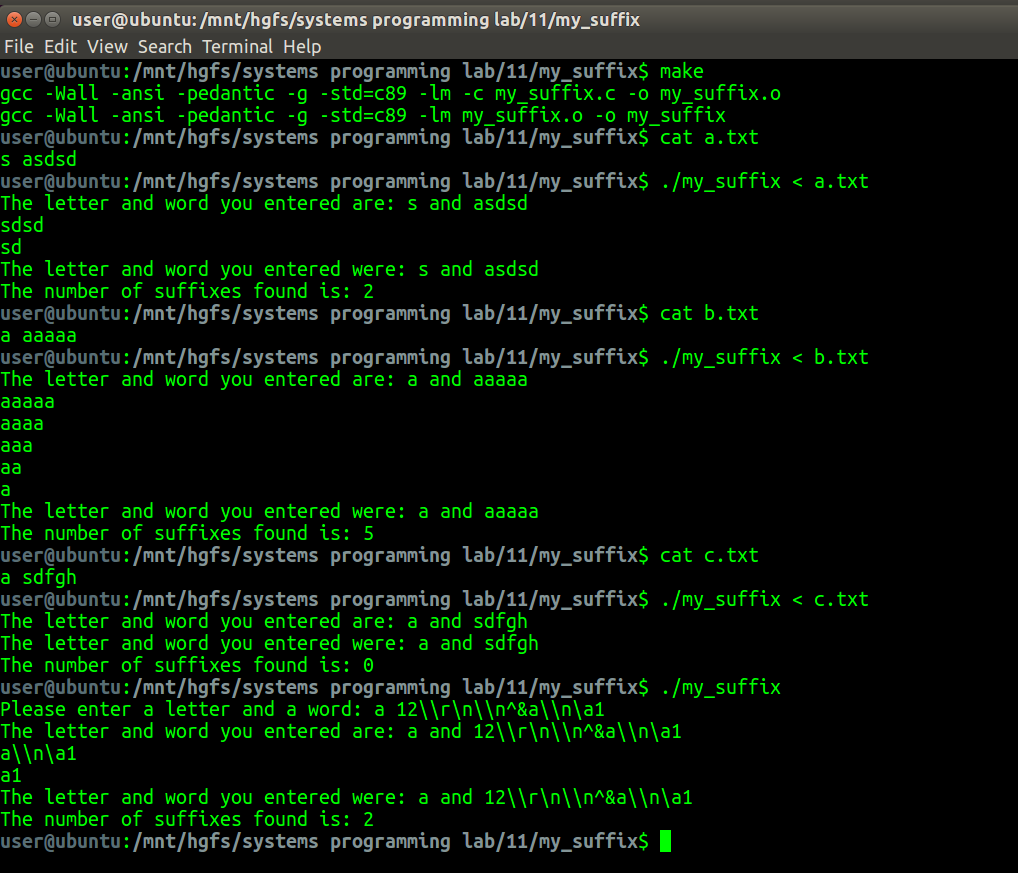 user@ubuntu: /mnt/hgfs/systems programming lab/11/my_suffix
File Edit View Search Terminal Help
user@ubuntu:/mnt/hgfs/systems programming lab/11/my_suffix$ make
gcc -Wall -ansi -pedantic -g -std=c89 -lm -c my_suffix.c -o my_suffix.o
gcc -Wall -ansi -pedantic -g -std=c89 -lm my_suffix.o -o my_suffix
user@ubuntu:/mnt/hgfs/systems programming lab/11/my_suffix$ cat a.txt
s asdsd
user@ubuntu:/mnt/hgfs/systems programming lab/11/my_suffix$ ./my_suffix < a.txt
The letter and word you entered are: s and asdsd
sdsd
sd
The letter and word you entered were: s and asdsd
The number of suffixes found is: 2
user@ubuntu:/mnt/hgfs/systems programming lab/11/my_suffix$ cat b.txt
a aaaaa
user@ubuntu:/mnt/hgfs/systems programming lab/11/my_suffix$ ./my_suffix < b.txt
The letter and word you entered are: a and aaaaa
aaaaa
aaaa
aaa
aa
a
The letter and word you entered were: a and aaaaa
The number of suffixes found is: 5
user@ubuntu:/mnt/hgfs/systems programming lab/11/my_suffix$ cat c.txt
a sdfgh
user@ubuntu:/mnt/hgfs/systems programming lab/11/my_suffix$ ./my_suffix < c.txt
The letter and word you entered are: a and sdfgh
The letter and word you entered were: a and sdfgh
The number of suffixes found is: 0
user@ubuntu:/mnt/hgfs/systems programming lab/11/my_suffix$ ./my_suffix
Please enter a letter and a word: a 12\\r\n\\n^&a\\n\a1
The letter and word you entered are: a and 12\\r\n\\n^&a\\n\a1
a\\n\a1
a1
The letter and word you entered were: a and 12\\r\n\\n^&a\\n\a1
The number of suffixes found is: 2
user@ubuntu:/mnt/hgfs/systems programming lab/11/my_suffix$